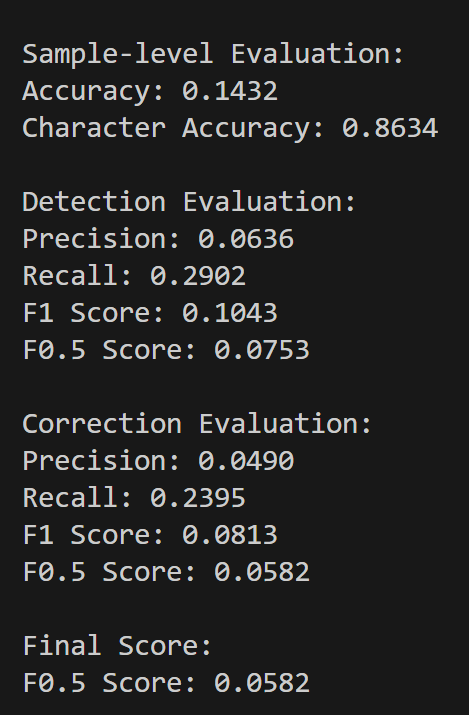 Sample-level Evaluation:
Accuracy: 0.1432
Character Accuracy: 0.8634
Detection Evaluation:
Precision: 0.0636
Recall: 0.2902
F1 Score: 0.1043
F0.5 Score: 0.0753
Correction Evaluation:
Precision: 0.0490
Recall: 0.2395
F1 Score: 0.0813
F0.5 Score: 0.0582
Final Score:
F0.5 Score: 0.0582